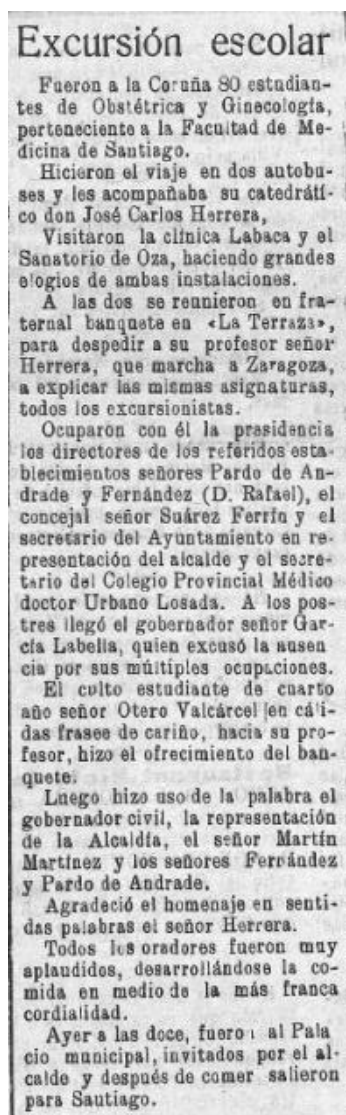 Excursión escolar
Fueron a la Coruña 80 estudian-
tes de Obstétrica y Ginecología,
perteneciente a la Facultad de Me-
dicina de Santiago.
Hicieron el viaje en dos autobu-
ses y les acompañaba su catedráti-
co don José Carlos Herrera,
Visitaron la clínica Labaca y el
Sanatorio de Oza, haciendo grandes
elogios de ambas instalaciones.
A las dos se reunieron en fra-
ternal banquete en «La Terraza»,
para despedir a su profesor señor
Herrera, que marcha a Zaragoza,
a explicar las mismas asignaturas,
todos los excursionistas.
Ocuparon con él la presidencia
los directores de los referidos esta-
blecimientos señores Pardo de An-
drade y Fernández (D. Rafael), el
concejal señor Suárez Ferrín y el
secretario del Ayuntamiento en re-
presentación del alcalde y el secre-
tario del Colegio Provincial Médico
doctor Urbano Losada. A los pos-
tres llegó el gobernador señor Gar-
cía Labella, quien excusó la ausen
cia por sus múltiples ocupaciones.
El culto estudiante de cuarto
año señor Otero Valcárcel en cáli-
das frasee de cariño, hacia su pro-
fesor, hizo el ofrecimiento del ban-
quete.
Luego hizo uso de la palabra el
gobernador civil, la representación
de la Alcaldía, el señor Martín
Martínez y los señores Fernández
y Pardo de Andrade.
Agradeció el homenaje en senti-
das palabras el señor Herrera.
Todos los oradores fueron muy
aplaudidos, desarrollándose la co-
mida en medio de la más franca
cordialidad.
Ayer a las doce, fueron al Pala
cio municipal, invitados por el al-
calde y después de comer salieron
para Sautiago.